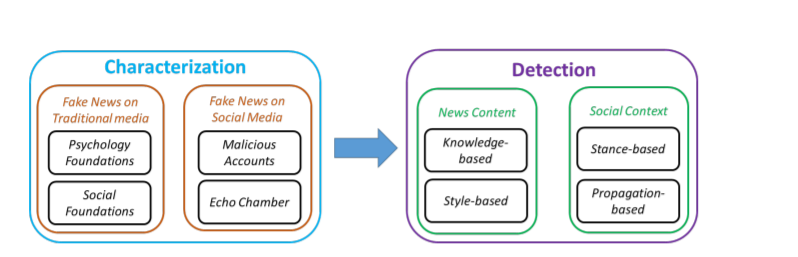 Characterization
Fake News on
Traditional media
Psychology
Foundations
Social
Foundations
Fake News on
Social Media
Malicious
Accounts
Echo Chamber
Detection
News Content
Knowledge-
based
Style-based
Social Context
Stance-based
Propagation-
based